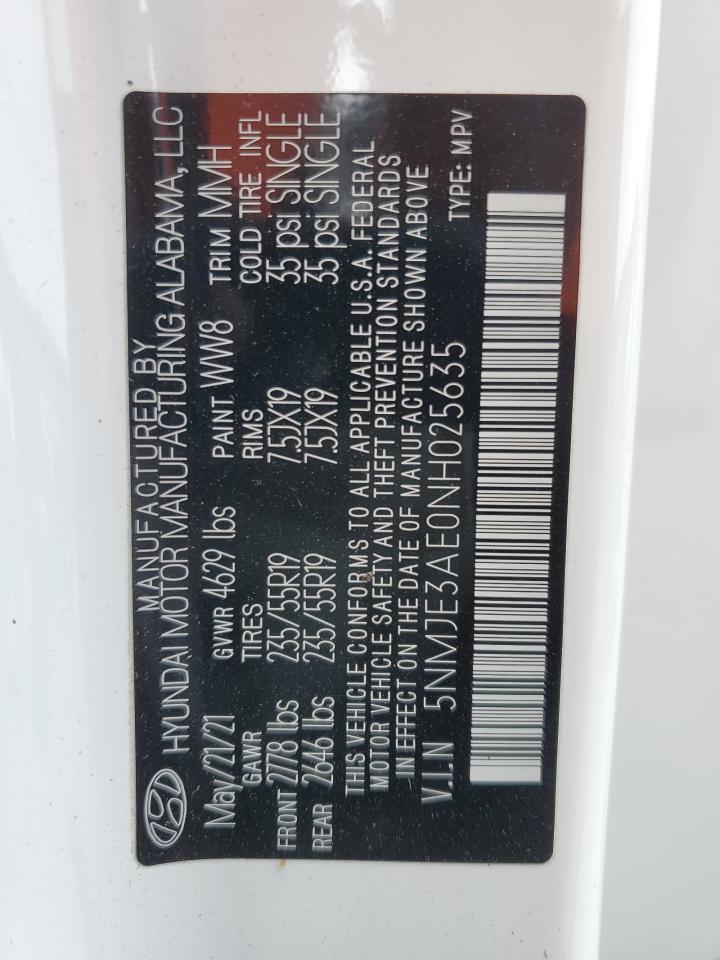 MANUFACTURED BY
HYUNDAI MOTOR MANUFACTURING ALABAMA, LLC
May/21/21 GVWR 4629 lbs PAINT WW8 TRIM MMH
GAWR TIRES RIMS COLD TIRE INFL
FRONT 2778 lbs 235/55R19 7.5JX19 35 psi SINGLE
REAR 2646 lbs 235/55R19 7.5JX19 35 psi SINGLE
THIS VEHICLE CONFORMS TO ALL APPLICABLE U.S.A. FEDERAL
MOTOR VEHICLE SAFETY AND THEFT PREVENTION STANDARDS
IN EFFECT ON THE DATE OF MANUFACTURE SHOWN ABOVE
V.I.N 5NMJE3AE0NH025635 TYPE: MPV